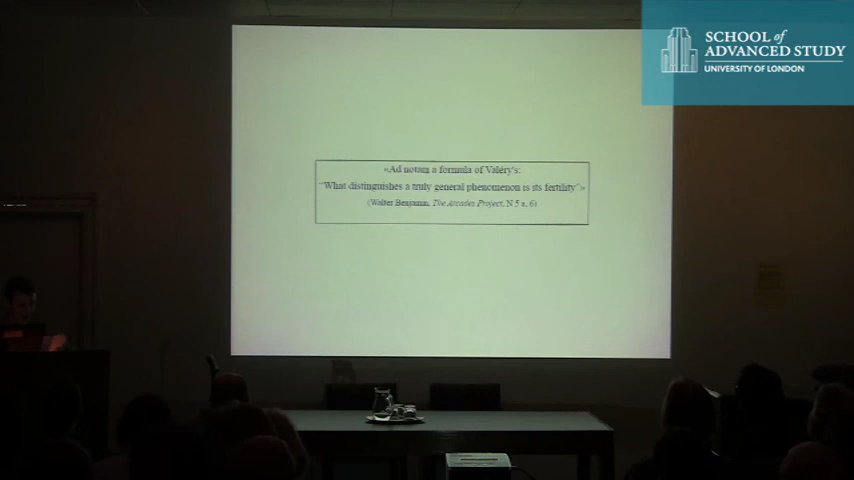 SCHOOL of
ADVANCED STUDY
UNIVERSITY OF LONDON
«Ad notam a formula of Valéry's:
“What distinguishes a truly general phenomenon is its fertility”»
(Walter Benjamin, The Arcades Project, N 5 a, 6)